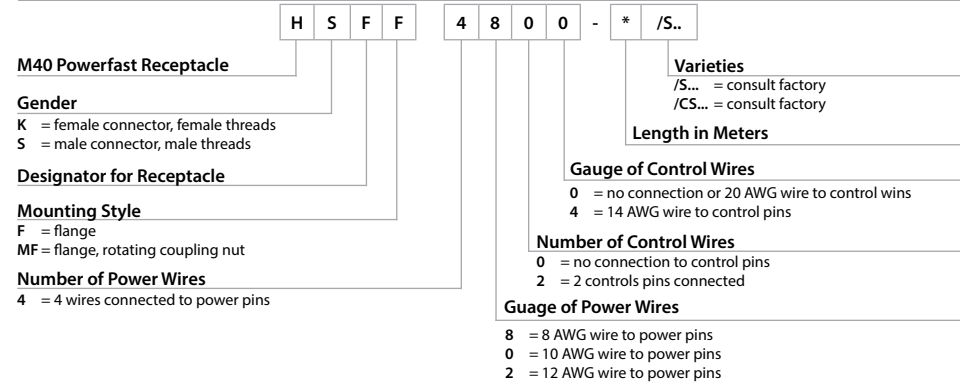 H S F F 4 8 0 0 - * /S..
M40 Powerfast Receptacle
Gender
K = female connector, female threads
S = male connector, male threads
Designator for Receptacle
Mounting Style
F = flange
MF = flange, rotating coupling nut
Number of Power Wires
4 = 4 wires connected to power pins
Varieties
/S... = consult factory
/CS... = consult factory
Length in Meters
Gauge of Control Wires
0 = no connection or 20 AWG wire to control wins
4 = 14 AWG wire to control pins
Number of Control Wires
0 = no connection to control pins
2 = 2 controls pins connected
Guage of Power Wires
8 = 8 AWG wire to power pins
0 = 10 AWG wire to power pins
2 = 12 AWG wire to power pins